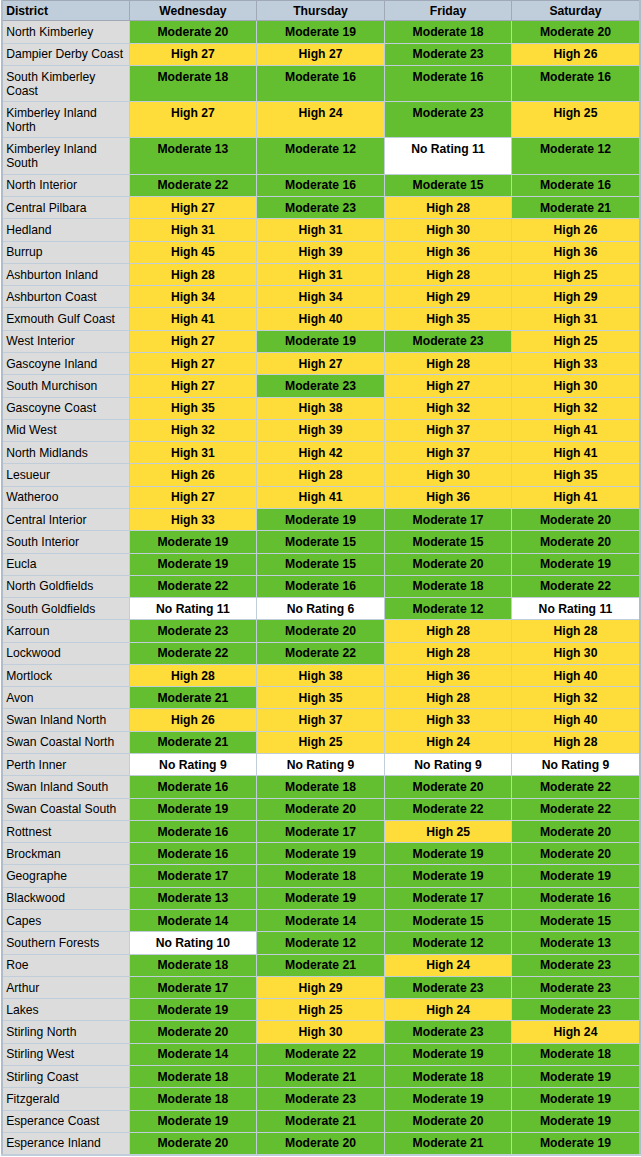 District Wednesday Thursday Friday Saturday
North Kimberley Moderate 20 Moderate 19 Moderate 18 Moderate 20
Dampier Derby Coast High 27 High 27 Moderate 23 High 26
South Kimberley Coast Moderate 18 Moderate 16 Moderate 16 Moderate 16
Kimberley Inland North High 27 High 24 Moderate 23 High 25
Kimberley Inland South Moderate 13 Moderate 12 No Rating 11 Moderate 12
North Interior Moderate 22 Moderate 16 Moderate 15 Moderate 16
Central Pilbara High 27 Moderate 23 High 28 Moderate 21
Hedland High 31 High 31 High 30 High 26
Burrup High 45 High 39 High 36 High 36
Ashburton Inland High 28 High 31 High 28 High 25
Ashburton Coast High 34 High 34 High 29 High 29
Exmouth Gulf Coast High 41 High 40 High 35 High 31
West Interior High 27 Moderate 19 Moderate 23 High 25
Gascoyne Inland High 27 High 27 High 28 High 33
South Murchison High 27 Moderate 23 High 27 High 30
Gascoyne Coast High 35 High 38 High 32 High 32
Mid West High 32 High 39 High 37 High 41
North Midlands High 31 High 42 High 37 High 41
Lesueur High 26 High 28 High 30 High 35
Watheroo High 27 High 41 High 36 High 41
Central Interior High 33 Moderate 19 Moderate 17 Moderate 20
South Interior Moderate 19 Moderate 15 Moderate 15 Moderate 20
Eucla Moderate 19 Moderate 15 Moderate 20 Moderate 19
North Goldfields Moderate 22 Moderate 16 Moderate 18 Moderate 22
South Goldfields No Rating 11 No Rating 6 Moderate 12 No Rating 11
Karroun Moderate 23 Moderate 20 High 28 High 28
Lockwood Moderate 22 Moderate 22 High 28 High 30
Mortlock High 28 High 38 High 36 High 40
Avon Moderate 21 High 35 High 28 High 32
Swan Inland North High 26 High 37 High 33 High 40
Swan Coastal North Moderate 21 High 25 High 24 High 28
Perth Inner No Rating 9 No Rating 9 No Rating 9 No Rating 9
Swan Inland South Moderate 16 Moderate 18 Moderate 20 Moderate 22
Swan Coastal South Moderate 19 Moderate 20 Moderate 22 Moderate 22
Rottnest Moderate 16 Moderate 17 High 25 Moderate 20
Brockman Moderate 16 Moderate 19 Moderate 19 Moderate 20
Geographe Moderate 17 Moderate 18 Moderate 19 Moderate 19
Blackwood Moderate 13 Moderate 19 Moderate 17 Moderate 16
Capes Moderate 14 Moderate 14 Moderate 15 Moderate 15
Southern Forests No Rating 10 Moderate 12 Moderate 12 Moderate 13
Roe Moderate 18 Moderate 21 High 24 Moderate 23
Arthur Moderate 17 High 29 Moderate 23 Moderate 23
Lakes Moderate 19 High 25 High 24 Moderate 23
Stirling North Moderate 20 High 30 Moderate 23 High 24
Stirling West Moderate 14 Moderate 22 Moderate 19 Moderate 18
Stirling Coast Moderate 18 Moderate 21 Moderate 18 Moderate 19
Fitzgerald Moderate 18 Moderate 23 Moderate 19 Moderate 19
Esperance Coast Moderate 19 Moderate 21 Moderate 20 Moderate 19
Esperance Inland Moderate 20 Moderate 20 Moderate 21 Moderate 19